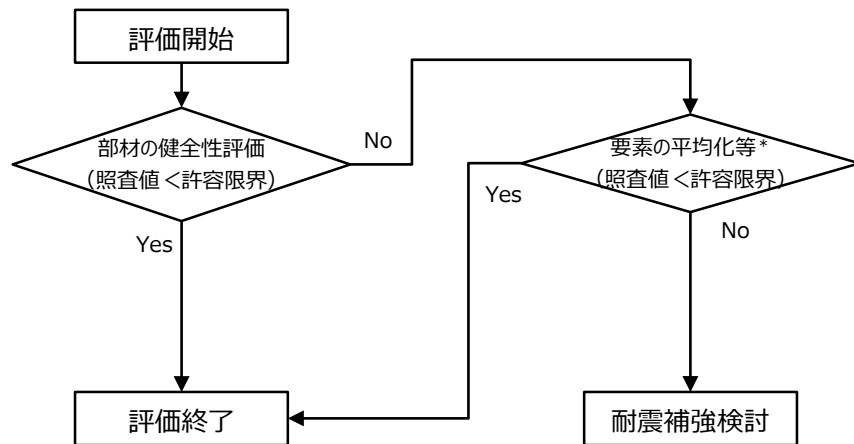 評価開始
部材の健全性評価
（照査値＜許容限界）
No
Yes
要素の平均化等*
（照査値＜許容限界）
Yes
No
評価終了
耐震補強検討